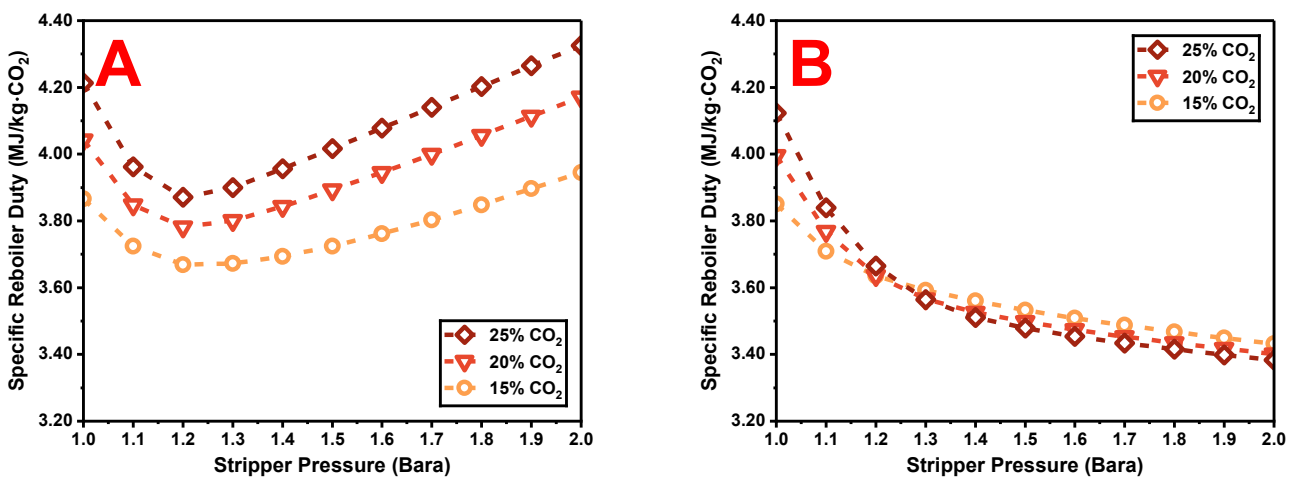 A
4.40
4.20
4.00
3.80
3.60
3.40
3.20
Specific Reboiler Duty (MJ/kg·CO₂)
25% CO₂
20% CO₂
15% CO₂
1.0 1.1 1.2 1.3 1.4 1.5 1.6 1.7 1.8 1.9 2.0
Stripper Pressure (Bara)
B
4.40
4.20
4.00
3.80
3.60
3.40
3.20
Specific Reboiler Duty (MJ/kg·CO₂)
25% CO₂
20% CO₂
15% CO₂
1.0 1.1 1.2 1.3 1.4 1.5 1.6 1.7 1.8 1.9 2.0
Stripper Pressure (Bara)